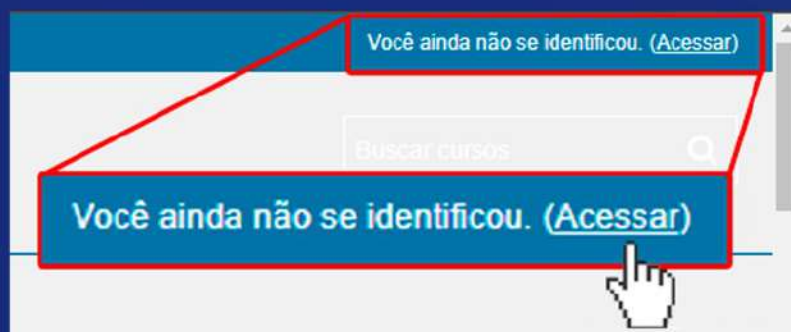 Você ainda não se identificou. (Acessar)
Buscar cursos
Você ainda não se identificou. (Acessar)